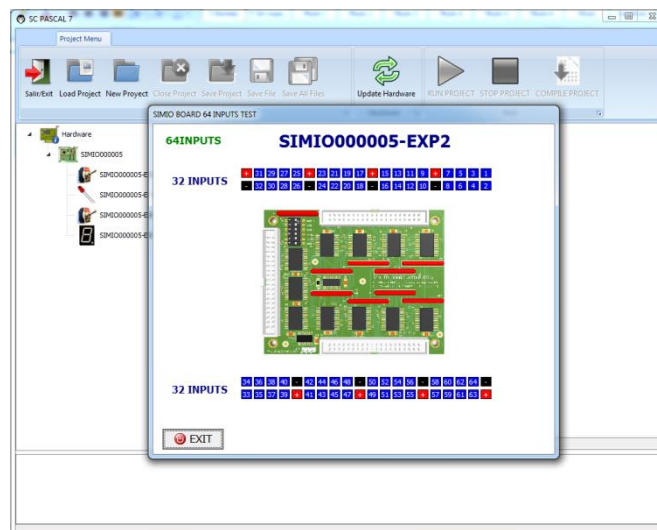 SC PASCAL 7
Project Menu
Salir/Exit Load Project New Proyect Close Project Save Project Save File Save All Files Update Hardware RUN PROJECT STOP PROJECT COMPILE PROJECT
SIMIO BOARD 64 INPUTS TEST
Hardware
SIMIO000005
SIMIO000005-E
SIMIO000005-E
SIMIO000005-E
SIMIO000005-E
64INPUTS SIMIO000005-EXP2
32 INPUTS
+ 31 29 27 25 + 23 21 19 17 + 15 13 11 9 + 7 5 3 1
- 32 30 28 26 - 24 22 20 18 - 16 14 12 10 - 8 6 4 2
32 INPUTS
34 36 38 40 - 42 44 46 48 - 50 52 54 56 - 58 60 62 64 -
33 35 37 39 + 41 43 45 47 + 49 51 53 55 + 57 59 61 63 +
EXIT